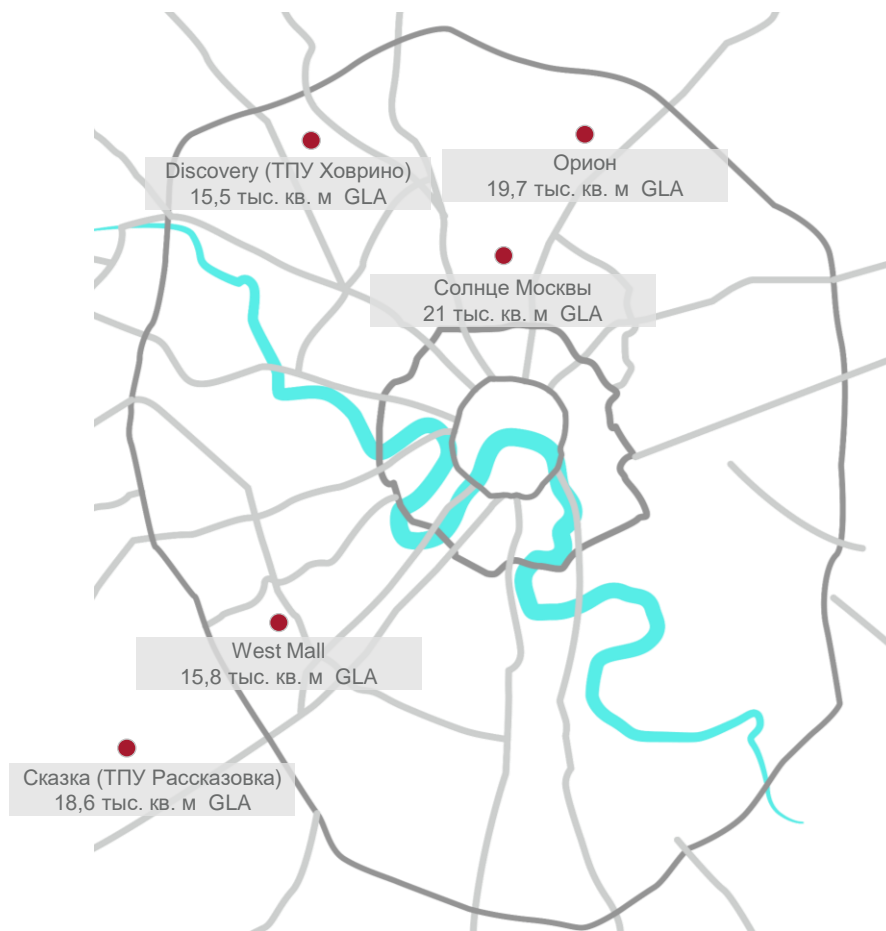 Discovery (ТПУ Ховрино)
15,5 тыс. кв. м GLA
Орион
19,7 тыс. кв. м GLA
Солнце Москвы
21 тыс. кв. м GLA
West Mall
15,8 тыс. кв. м GLA
Сказка (ТПУ Рассказовка)
18,6 тыс. кв. м GLA